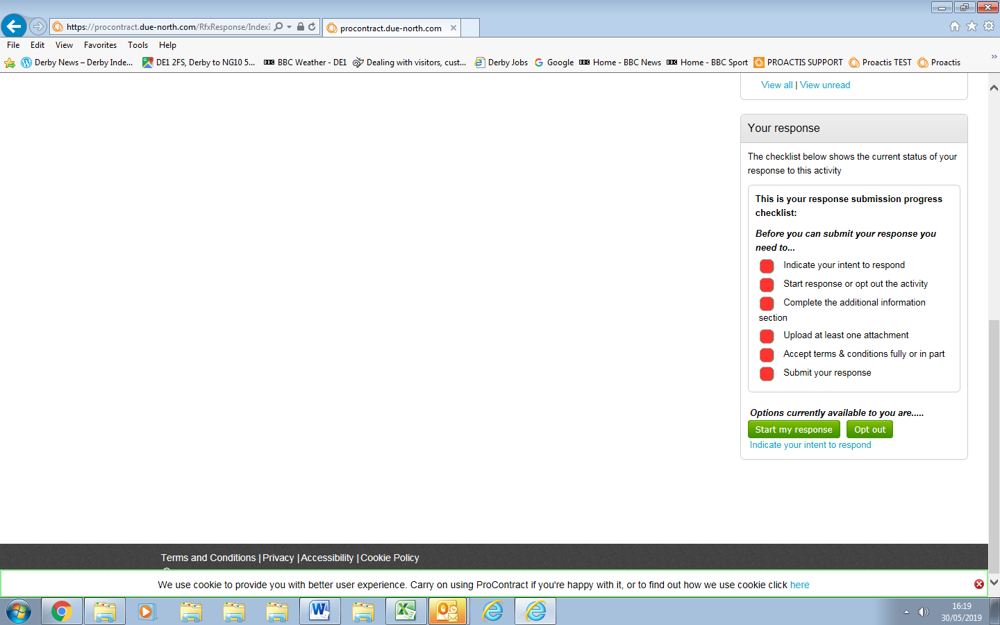 https://procontract.due-north.com/RfxResponse/Index
procontract.due-north.com
File Edit View Favorites Tools Help
Derby News – Derby Inde...
DE1 2FS, Derby to NG10 5...
BBC Weather - DE1
Dealing with visitors, cust...
Derby Jobs
Google
Home - BBC News
Home - BBC Sport
PROACTIS SUPPORT
Proactis TEST
Proactis
View all | View unread
Your response
The checklist below shows the current status of your
response to this activity
This is your response submission progress
checklist:
Before you can submit your response you
need to...
Indicate your intent to respond
Start response or opt out the activity
Complete the additional information
section
Upload at least one attachment
Accept terms & conditions fully or in part
Submit your response
Options currently available to you are.....
Start my response Opt out
Indicate your intent to respond
Terms and Conditions | Privacy | Accessibility | Cookie Policy
We use cookie to provide you with better user experience. Carry on using ProContract if you're happy with it, or to find out how we use cookie click here
16:19
30/05/2019